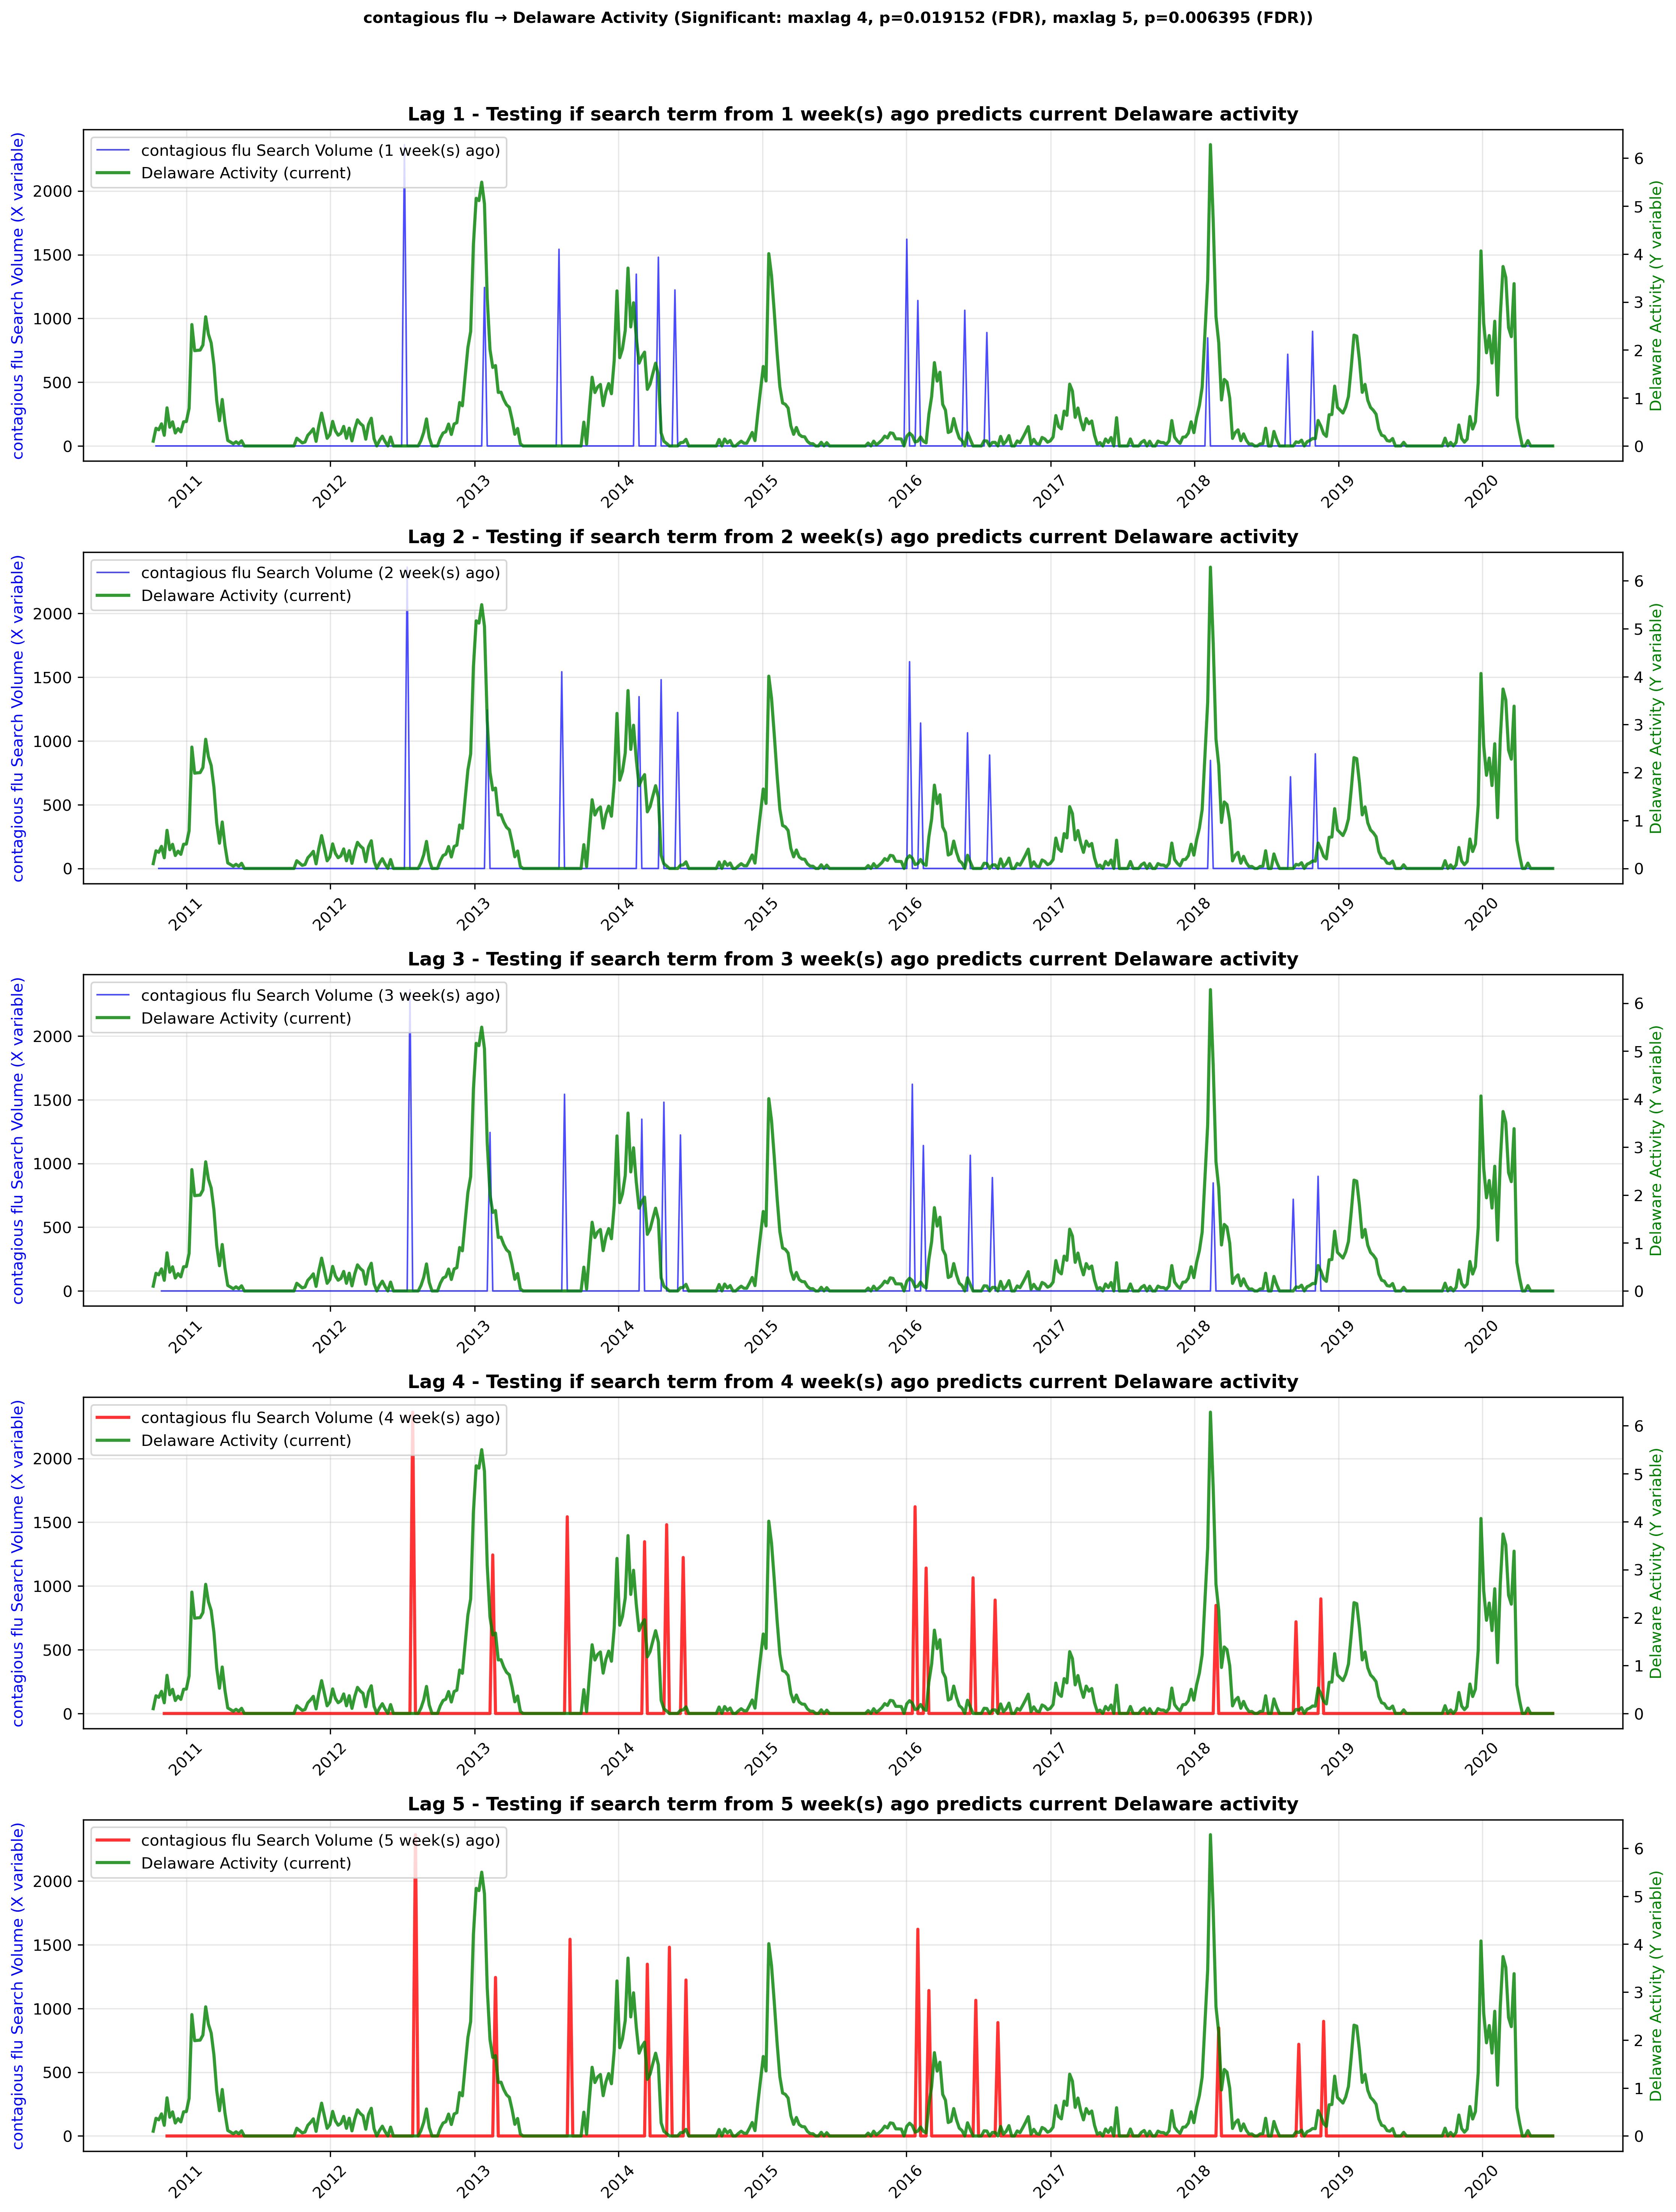 contagious flu → Delaware Activity (Significant: maxlag 4, p=0.019152 (FDR), maxlag 5, p=0.006395 (FDR))
Lag 1 - Testing if search term from 1 week(s) ago predicts current Delaware activity
contagious flu Search Volume (X variable)
contagious flu Search Volume (1 week(s) ago)
Delaware Activity (current)
2000
1500
1000
500
0
6
5
4
3
2
1
0
Delaware Activity (Y variable)
2011 2012 2013 2014 2015 2016 2017 2018 2019 2020
Lag 2 - Testing if search term from 2 week(s) ago predicts current Delaware activity
contagious flu Search Volume (X variable)
contagious flu Search Volume (2 week(s) ago)
Delaware Activity (current)
2000
1500
1000
500
0
6
5
4
3
2
1
0
Delaware Activity (Y variable)
2011 2012 2013 2014 2015 2016 2017 2018 2019 2020
Lag 3 - Testing if search term from 3 week(s) ago predicts current Delaware activity
contagious flu Search Volume (X variable)
contagious flu Search Volume (3 week(s) ago)
Delaware Activity (current)
2000
1500
1000
500
0
6
5
4
3
2
1
0
Delaware Activity (Y variable)
2011 2012 2013 2014 2015 2016 2017 2018 2019 2020
Lag 4 - Testing if search term from 4 week(s) ago predicts current Delaware activity
contagious flu Search Volume (X variable)
contagious flu Search Volume (4 week(s) ago)
Delaware Activity (current)
2000
1500
1000
500
0
6
5
4
3
2
1
0
Delaware Activity (Y variable)
2011 2012 2013 2014 2015 2016 2017 2018 2019 2020
Lag 5 - Testing if search term from 5 week(s) ago predicts current Delaware activity
contagious flu Search Volume (X variable)
contagious flu Search Volume (5 week(s) ago)
Delaware Activity (current)
2000
1500
1000
500
0
6
5
4
3
2
1
0
Delaware Activity (Y variable)
2011 2012 2013 2014 2015 2016 2017 2018 2019 2020